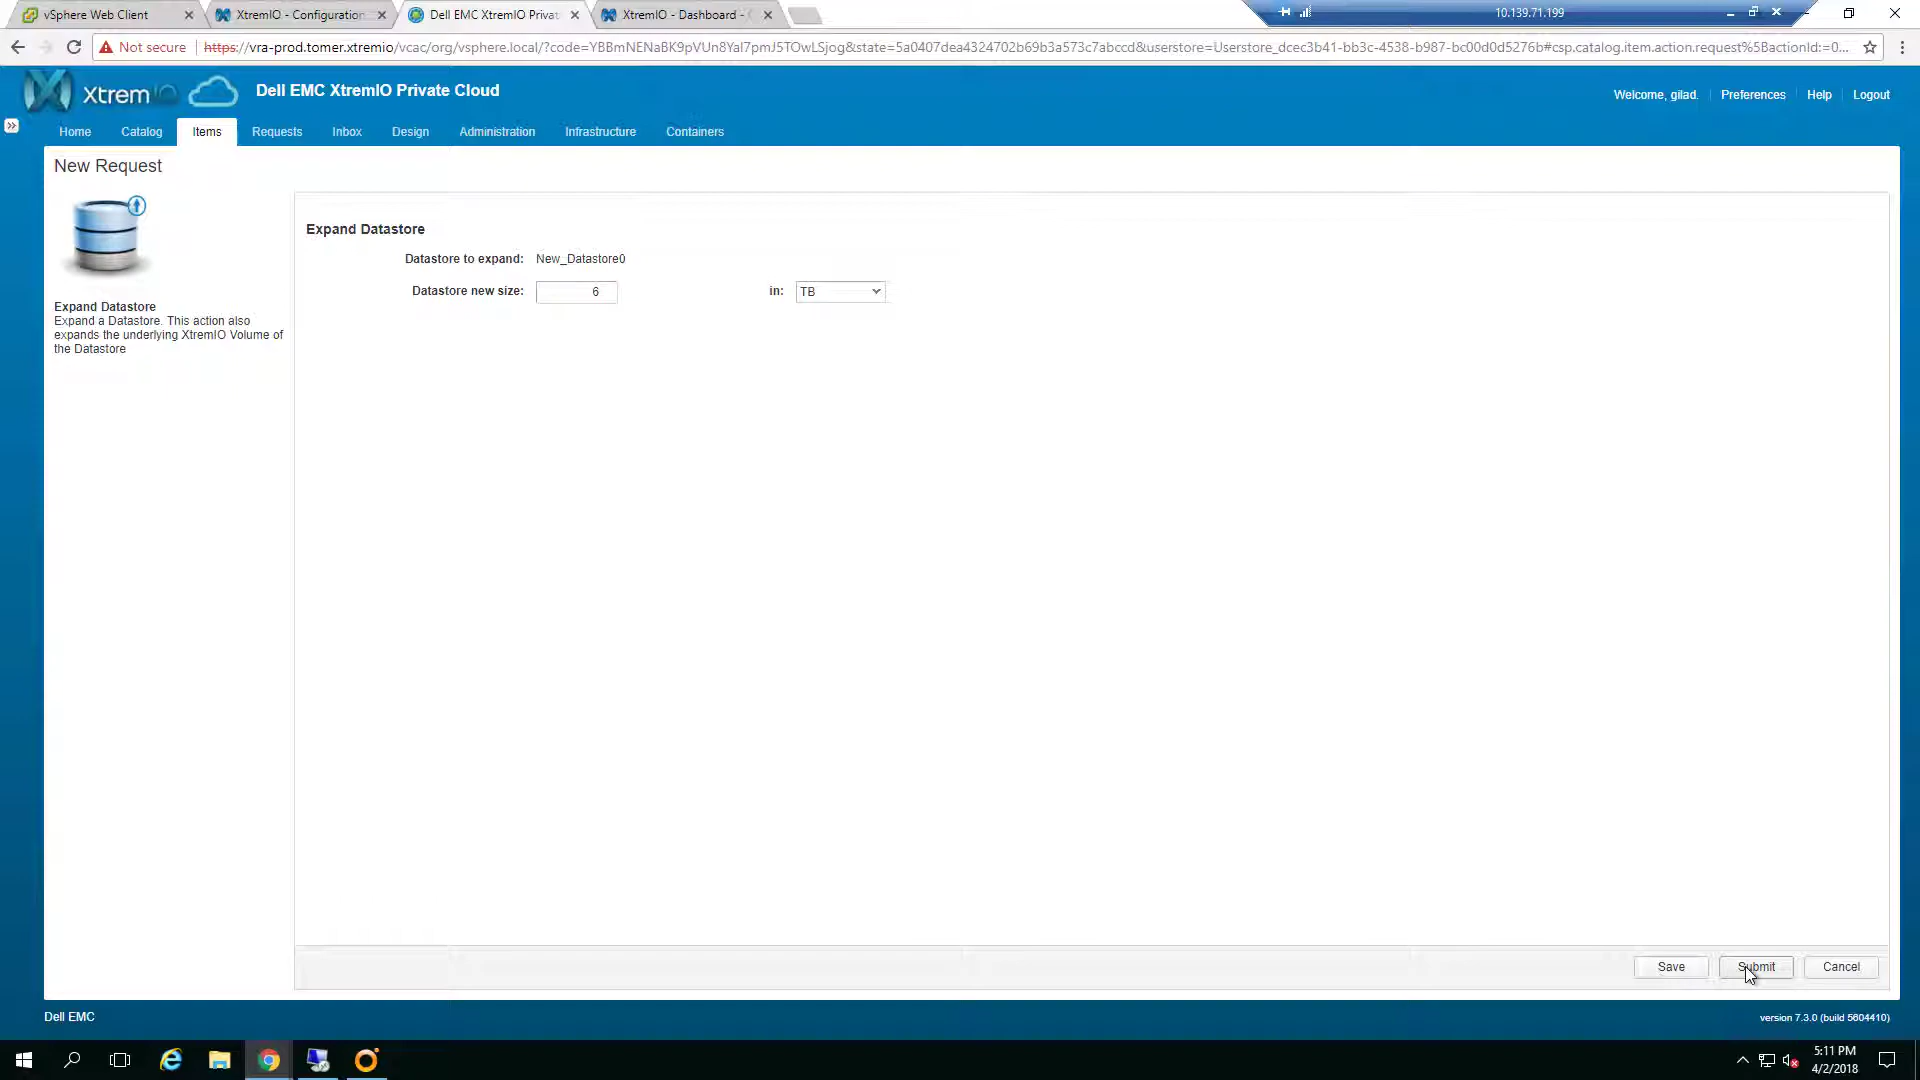 vSphere Web Client
XtremIO - Configuration
Dell EMC XtremIO Privat
XtremIO - Dashboard -
10.139.71.199
Not secure
https://vra-prod.tomer.xtremio/vcac/org/vsphere.local/?code=YBBmNENaBK9pVUn8YaI7pmJ5TOwLSjog&state=5a0407dea4324702b69b3a573c7abccd&userstore=Userstore_dcec3b41-bb3c-4538-b987-bc00d0d5276b#csp.catalog.item.action.request%5BactionId:=0...
XtremIO
Dell EMC XtremIO Private Cloud
Welcome, gilad.
Preferences
Help
Logout
Home
Catalog
Items
Requests
Inbox
Design
Administration
Infrastructure
Containers
New Request
Expand Datastore
Expand a Datastore. This action also
expands the underlying XtremIO Volume of
the Datastore
Expand Datastore
Datastore to expand: New_Datastore0
Datastore new size: 6 in: TB
Save
Submit
Cancel
Dell EMC
version 7.3.0 (build 5604410)
5:11 PM
4/2/2018